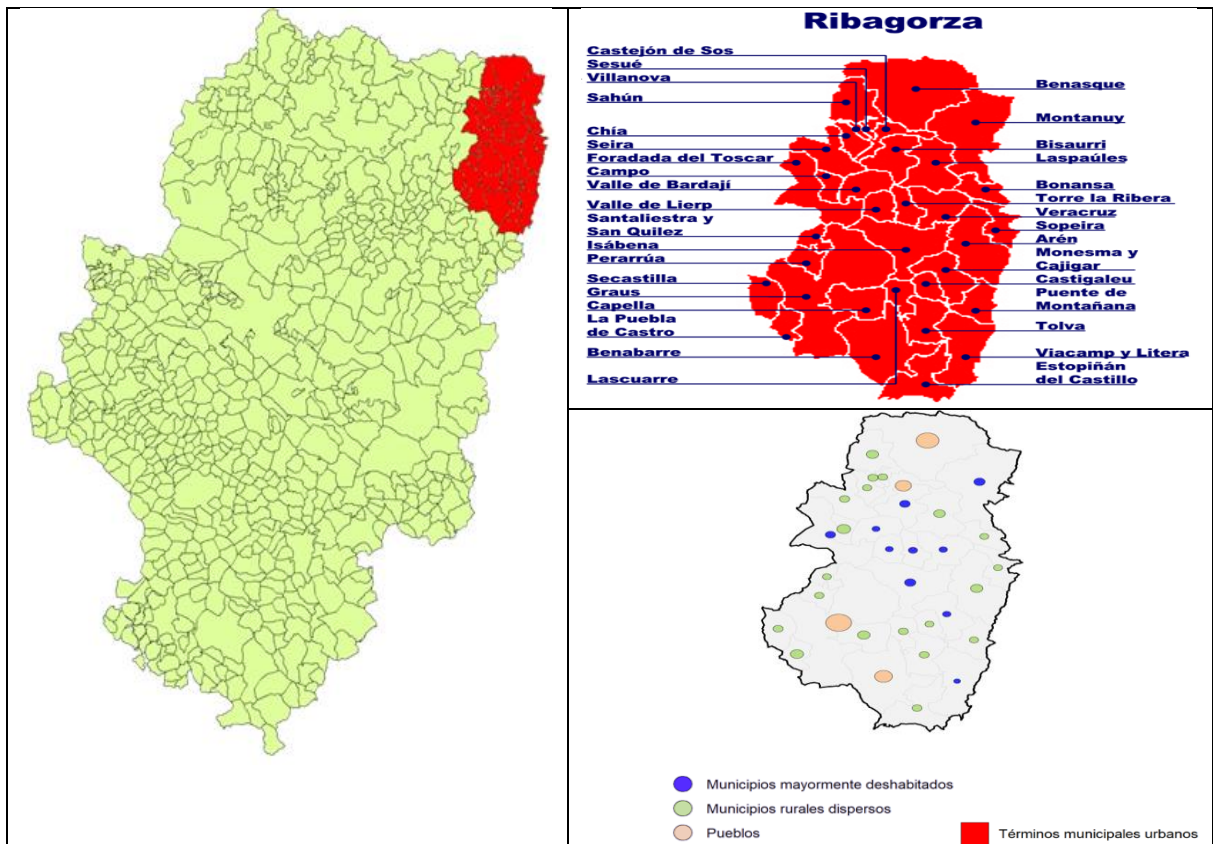 Ribagorza
Castejón de Sos
Sesué
Villanova
Sahún
Chía
Seira
Foradada del Toscar
Campo
Valle de Bardají
Valle de Lierp
Santaliestra y
San Quilez
Isábena
Perarrúa
Secastilla
Graus
Capella
La Puebla
de Castro
Benabarre
Lascuarre
Benasque
Montanuy
Bisaurri
Laspaúles
Bonansa
Torre la Ribera
Veracruz
Sopeira
Arén
Monesma y
Cajigar
Castigaleu
Puente de
Montañana
Tolva
Viacamp y Litera
Estopiñán
del Castillo
Municipios mayormente deshabitados
Municipios rurales dispersos
Pueblos
Términos municipales urbanos